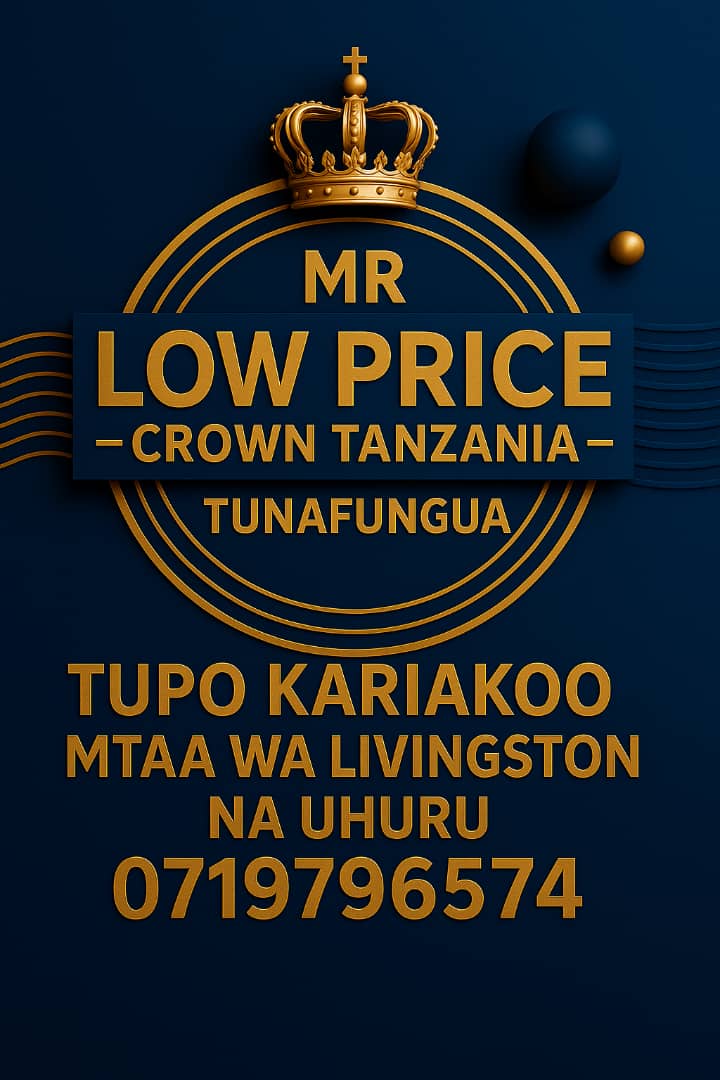 MR
LOW PRICE
–CROWN TANZANIA–
TUNAFUNGUA
TUPO KARIAKOO
MTAA WA LIVINGSTON
NA UHURU
0719796574